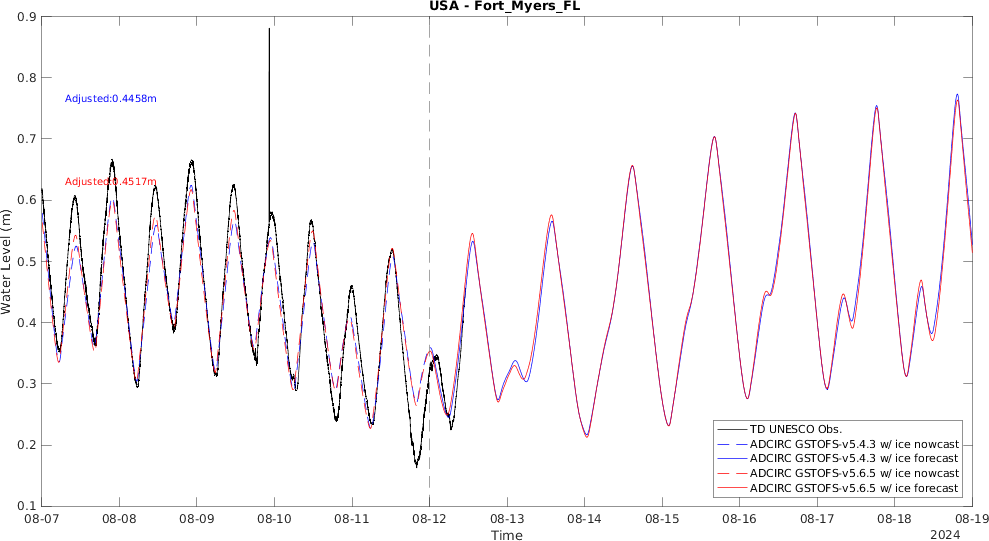 USA - Fort_Myers_FL
0.9
0.8
0.7
0.6
0.5
0.4
0.3
0.2
0.1
Water Level (m)
Adjusted:0.4458m
Adjusted:0.4517m
TD UNESCO Obs.
ADCIRC GSTOFS-v5.4.3 w/ ice nowcast
ADCIRC GSTOFS-v5.4.3 w/ ice forecast
ADCIRC GSTOFS-v5.6.5 w/ ice nowcast
ADCIRC GSTOFS-v5.6.5 w/ ice forecast
08-07 08-08 08-09 08-10 08-11 08-12 08-13 08-14 08-15 08-16 08-17 08-18 08-19
Time
2024